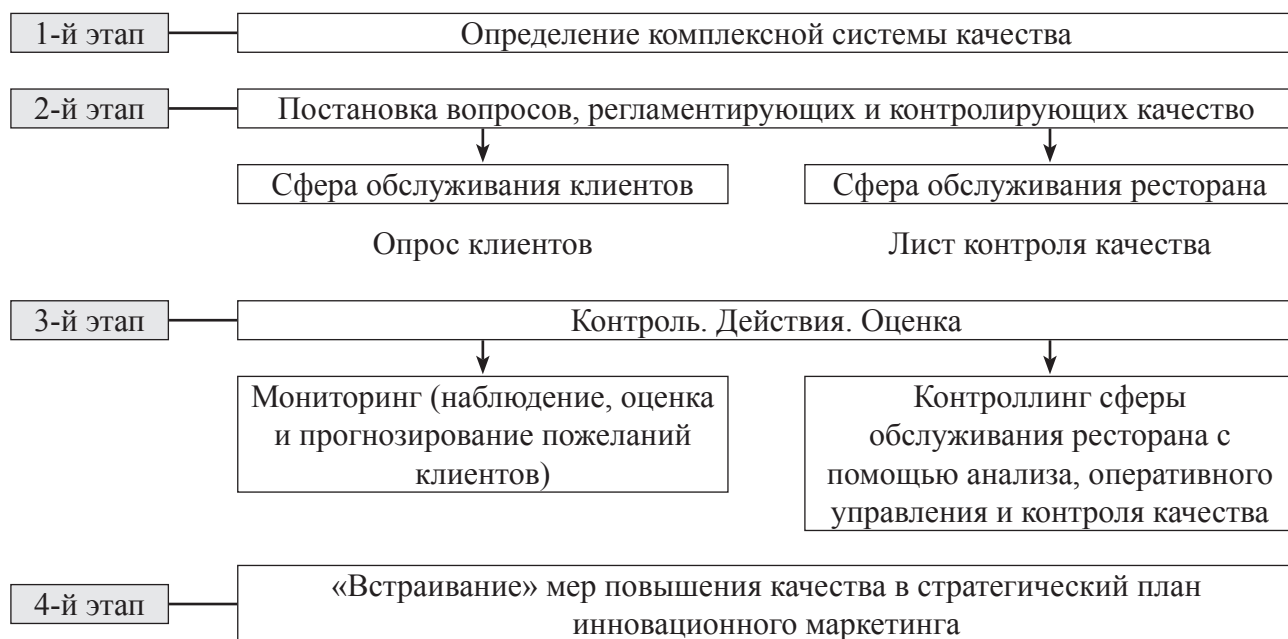 1-й этап
Определение комплексной системы качества
2-й этап
Постановка вопросов, регламентирующих и контролирующих качество
Сфера обслуживания клиентов
Сфера обслуживания ресторана
Опрос клиентов
Лист контроля качества
3-й этап
Контроль. Действия. Оценка
Мониторинг (наблюдение, оценка
и прогнозирование пожеланий
клиентов)
Контроллинг сферы
обслуживания ресторана с
помощью анализа, оперативного
управления и контроля качества
4-й этап
«Встраивание» мер повышения качества в стратегический план
инновационного маркетинга